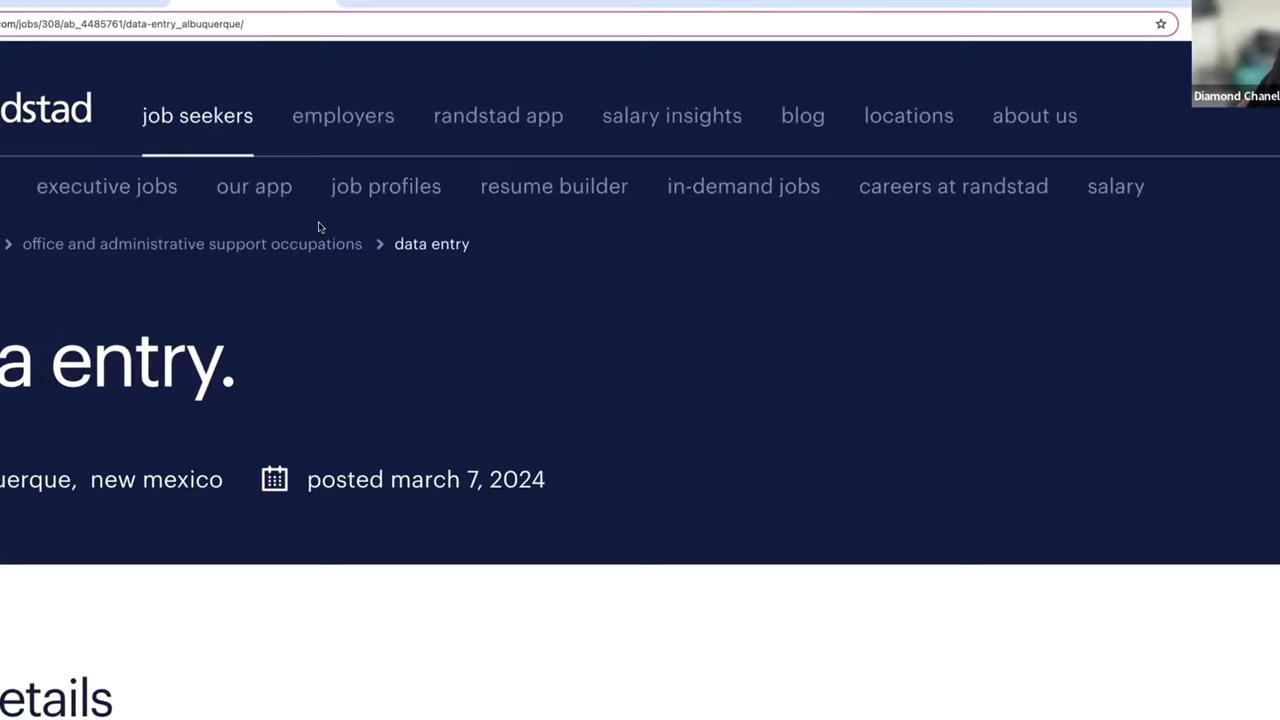 com/jobs/308/ab_4485761/data-entry_albuquerque/
Diamond Chanel
dstad
job seekers employers randstad app salary insights blog locations about us
executive jobs our app job profiles resume builder in-demand jobs careers at randstad salary
office and administrative support occupations > data entry
a entry.
uerque, new mexico posted march 7, 2024
etails